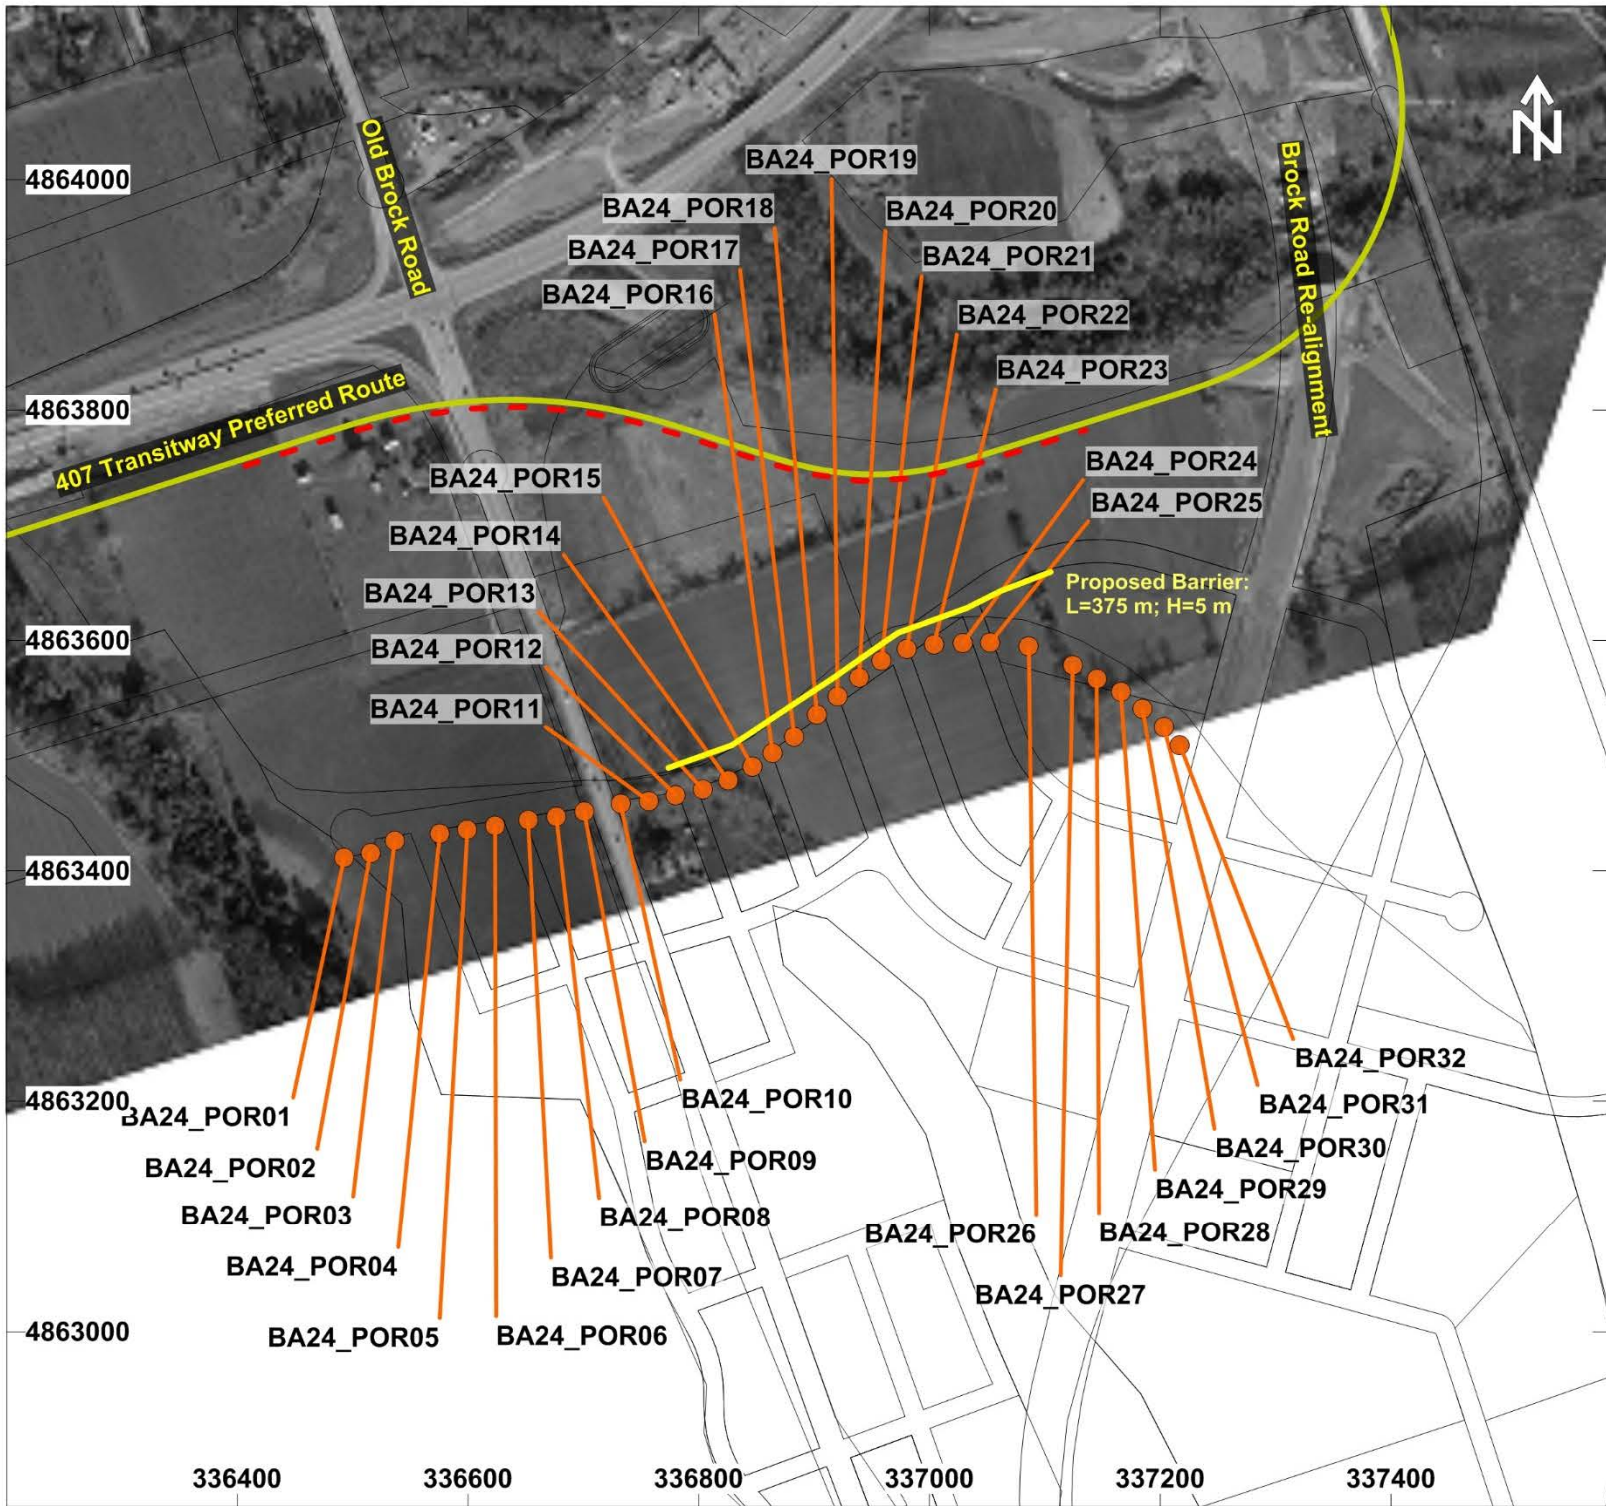 N
BA24_POR19
4864000
Old Brock Road
Brock Road Re-alignment
BA24_POR18
BA24_POR20
BA24_POR17
BA24_POR21
BA24_POR16
BA24_POR22
BA24_POR23
4863800
407 Transitway Preferred Route
BA24_POR24
BA24_POR15
BA24_POR25
BA24_POR14
Proposed Barrier:
L=375 m; H=5 m
BA24_POR13
4863600
BA24_POR12
BA24_POR11
4863400
BA24_POR32
4863200
BA24_POR10
BA24_POR31
BA24_POR01
BA24_POR30
BA24_POR09
BA24_POR02
BA24_POR29
BA24_POR03
BA24_POR08
BA24_POR28
BA24_POR26
BA24_POR04
BA24_POR07
BA24_POR27
4863000
BA24_POR05
BA24_POR06
336400
336600
336800
337000
337200
337400